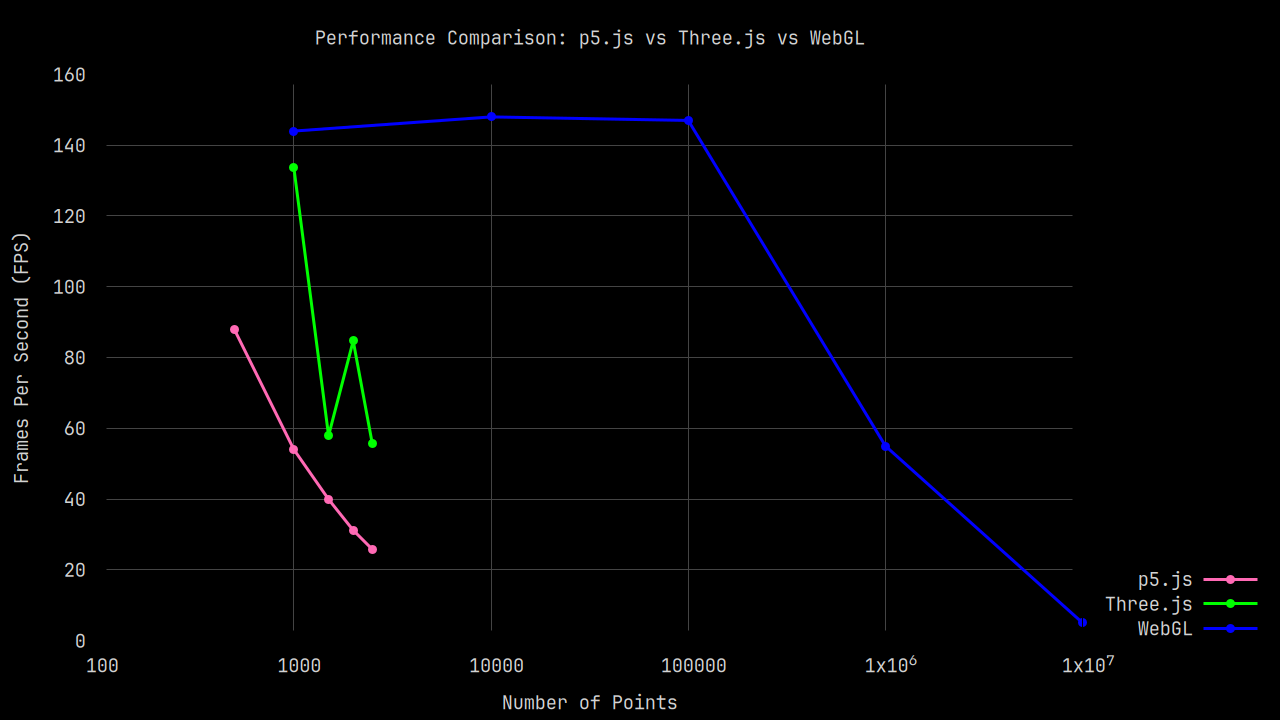 Performance Comparison: p5.js vs Three.js vs WebGL
160
140
120
100
80
60
40
20
0
Frames Per Second (FPS)
100 1000 10000 100000 1x10⁶ 1x10⁷
Number of Points
p5.js
Three.js
WebGL